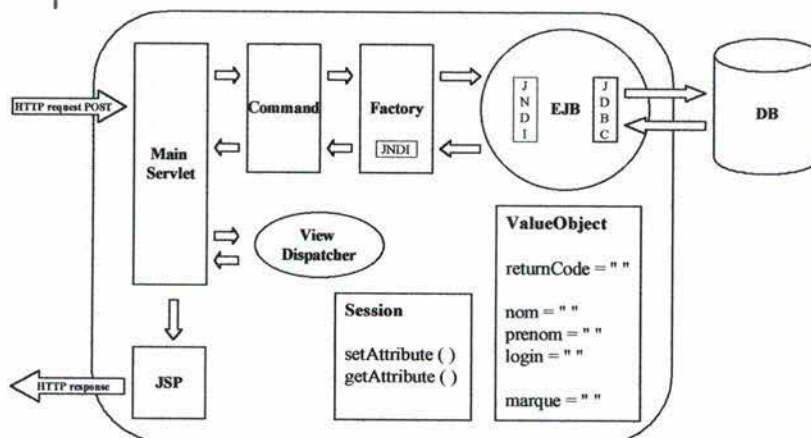 HTTP request POST
Main
Servlet
Command
Factory
JNDI
J
N
D
I
EJB
J
D
B
C
DB
View
Dispatcher
ValueObject
returnCode = " "
nom = " "
prenom = " "
login = " "
marque = " "
Session
setAttribute ( )
getAttribute ( )
JSP
HTTP response